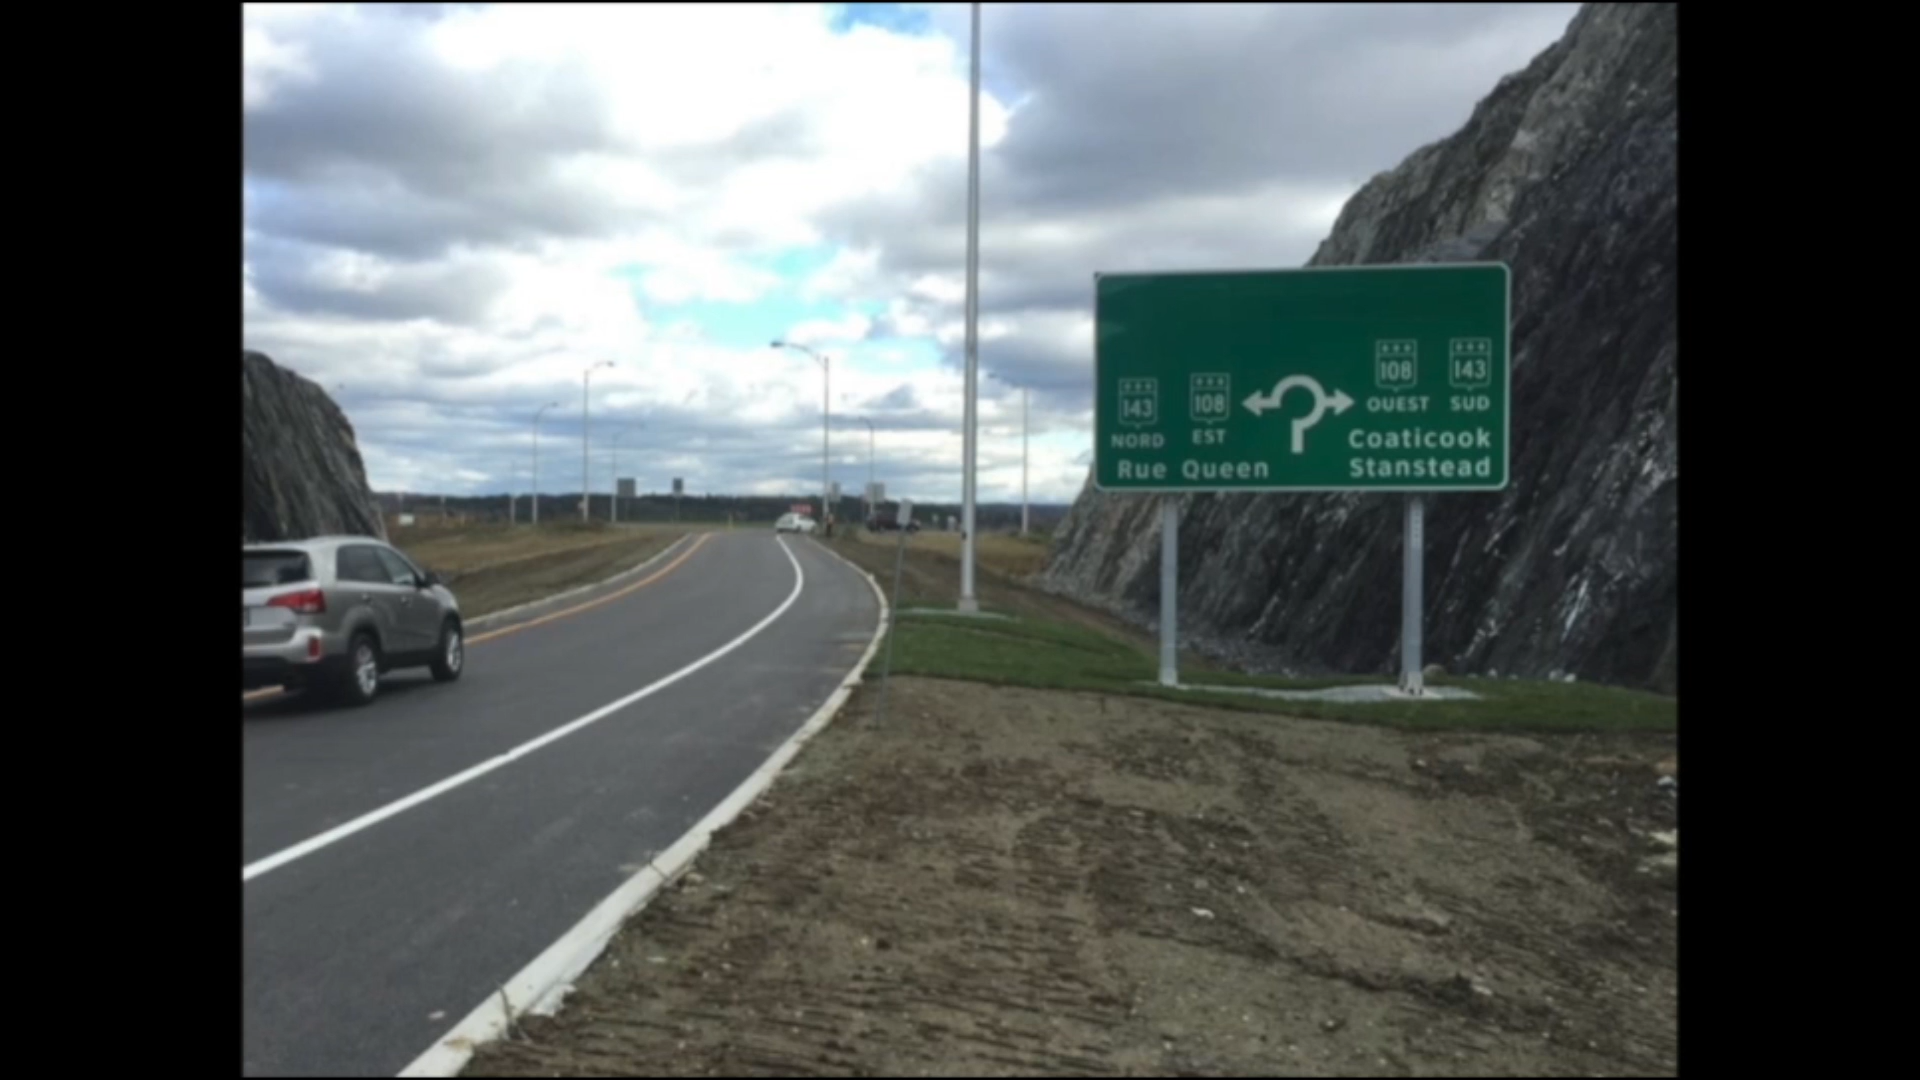 143 108
NORD EST
Rue Queen
108 143
OUEST SUD
Coaticook
Stanstead